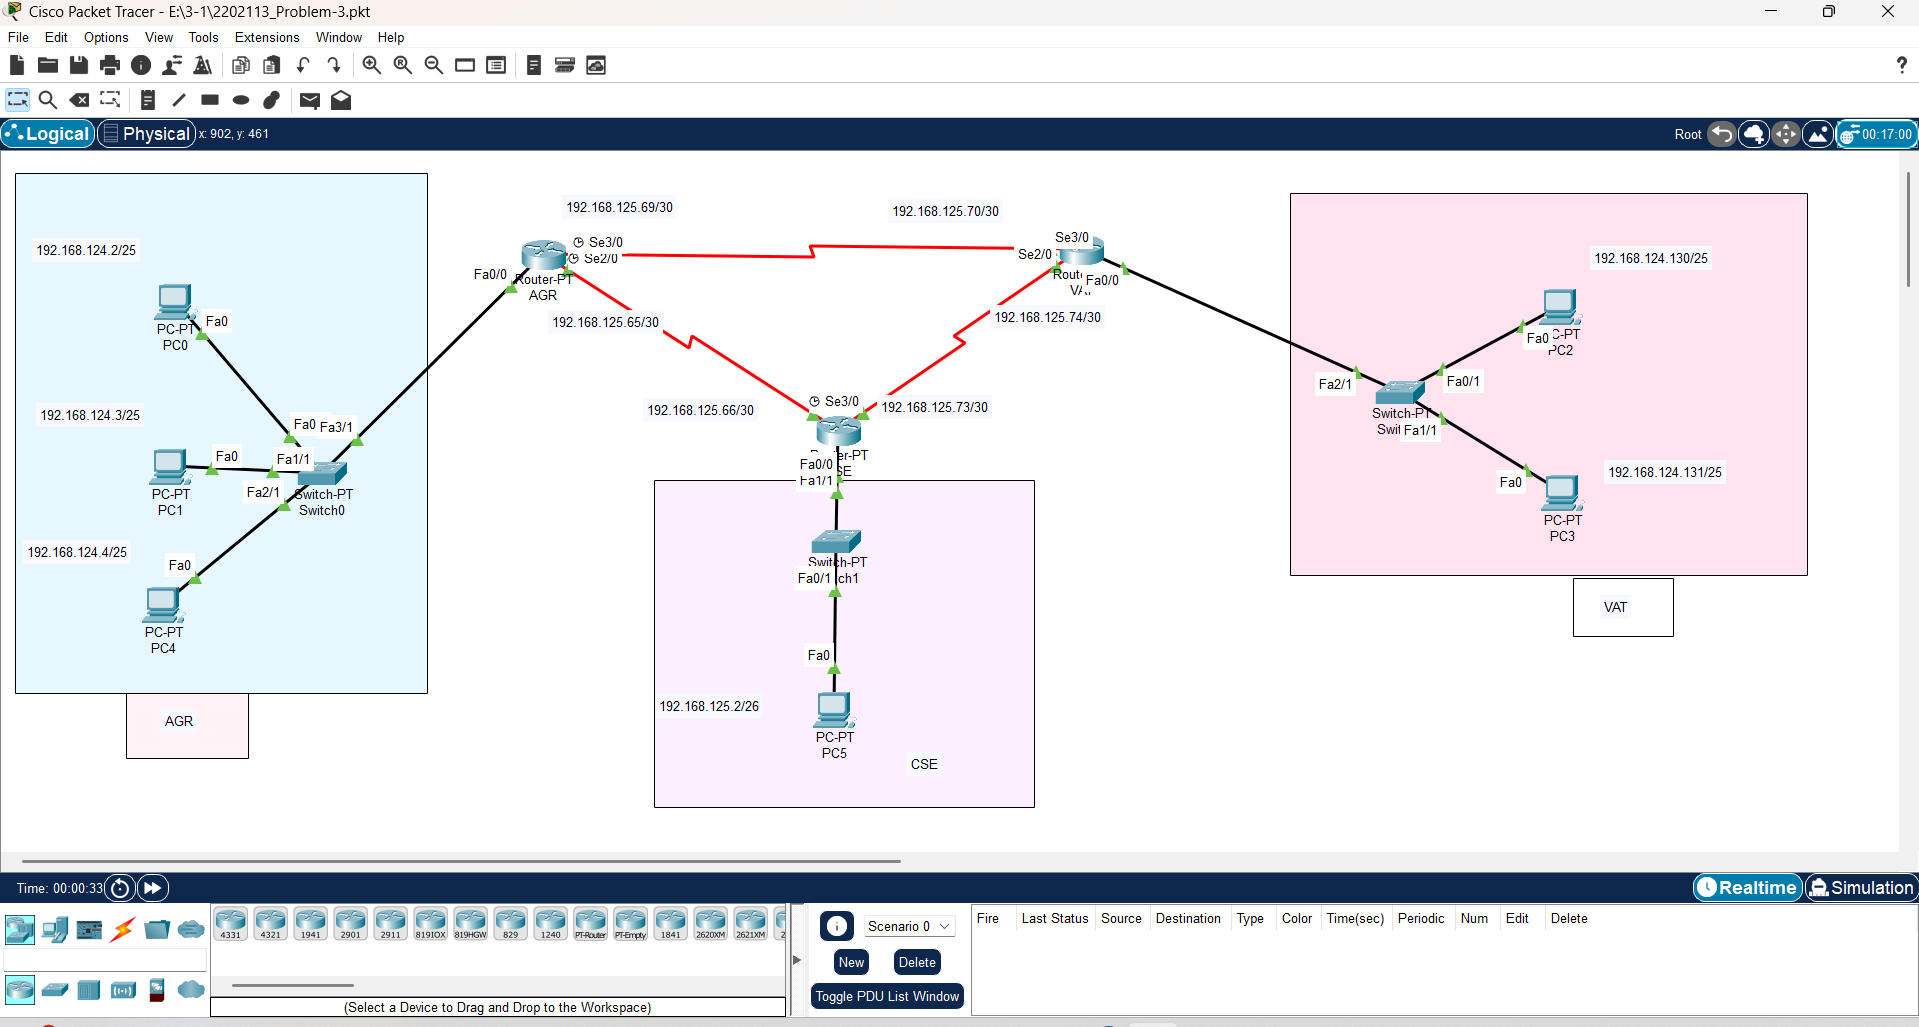 Cisco Packet Tracer - E:\3-1\2202113_Problem-3.pkt
File Edit Options View Tools Extensions Window Help
Logical Physical x: 902, y: 461 Root 00:17:00
192.168.124.2/25
PC-PT
PC0
Fa0
192.168.124.3/25
Fa0
PC-PT
PC1
192.168.124.4/25
Fa0
PC-PT
PC4
Fa0
Fa3/1
Fa1/1
Fa2/1
Switch-PT
Switch0
AGR
192.168.125.69/30
Se3/0
Se2/0
Fa0/0
Router-PT
AGR
192.168.125.65/30
192.168.125.70/30
Se3/0
Se2/0
Fa0/0
192.168.125.74/30
192.168.125.66/30
Se3/0
192.168.125.73/30
Fa0/0
Fa1/1
Switch-PT
Fa0/1
Fa0
192.168.125.2/26
PC-PT
PC5
CSE
192.168.124.130/25
Fa0
PC2
Fa2/1
Fa0/1
Switch-PT
Fa1/1
192.168.124.131/25
Fa0
PC-PT
PC3
VAT
Time: 00:00:33 Realtime Simulation
4331 4321 1941 2901 2911 819IOX 819HGW 829 1240 PT-Router PT-Empty 1841 2620XM 2621XM
(Select a Device to Drag and Drop to the Workspace)
Scenario 0
New Delete
Toggle PDU List Window
Fire Last Status Source Destination Type Color Time(sec) Periodic Num Edit Delete